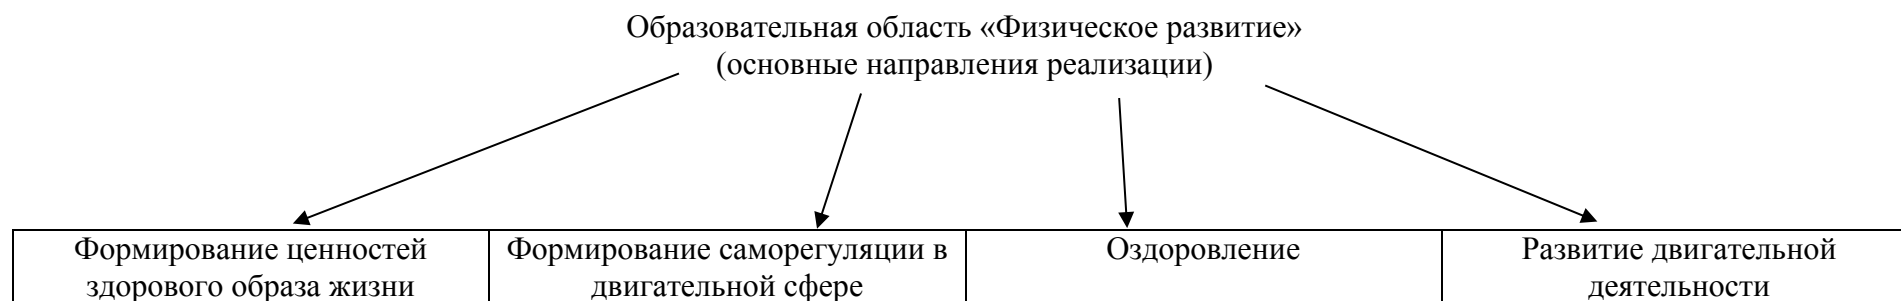 Образовательная область «Физическое развитие»
(основные направления реализации)
Формирование ценностей
здорового образа жизни
Формирование саморегуляции в
двигательной сфере
Оздоровление
Развитие двигательной
деятельности